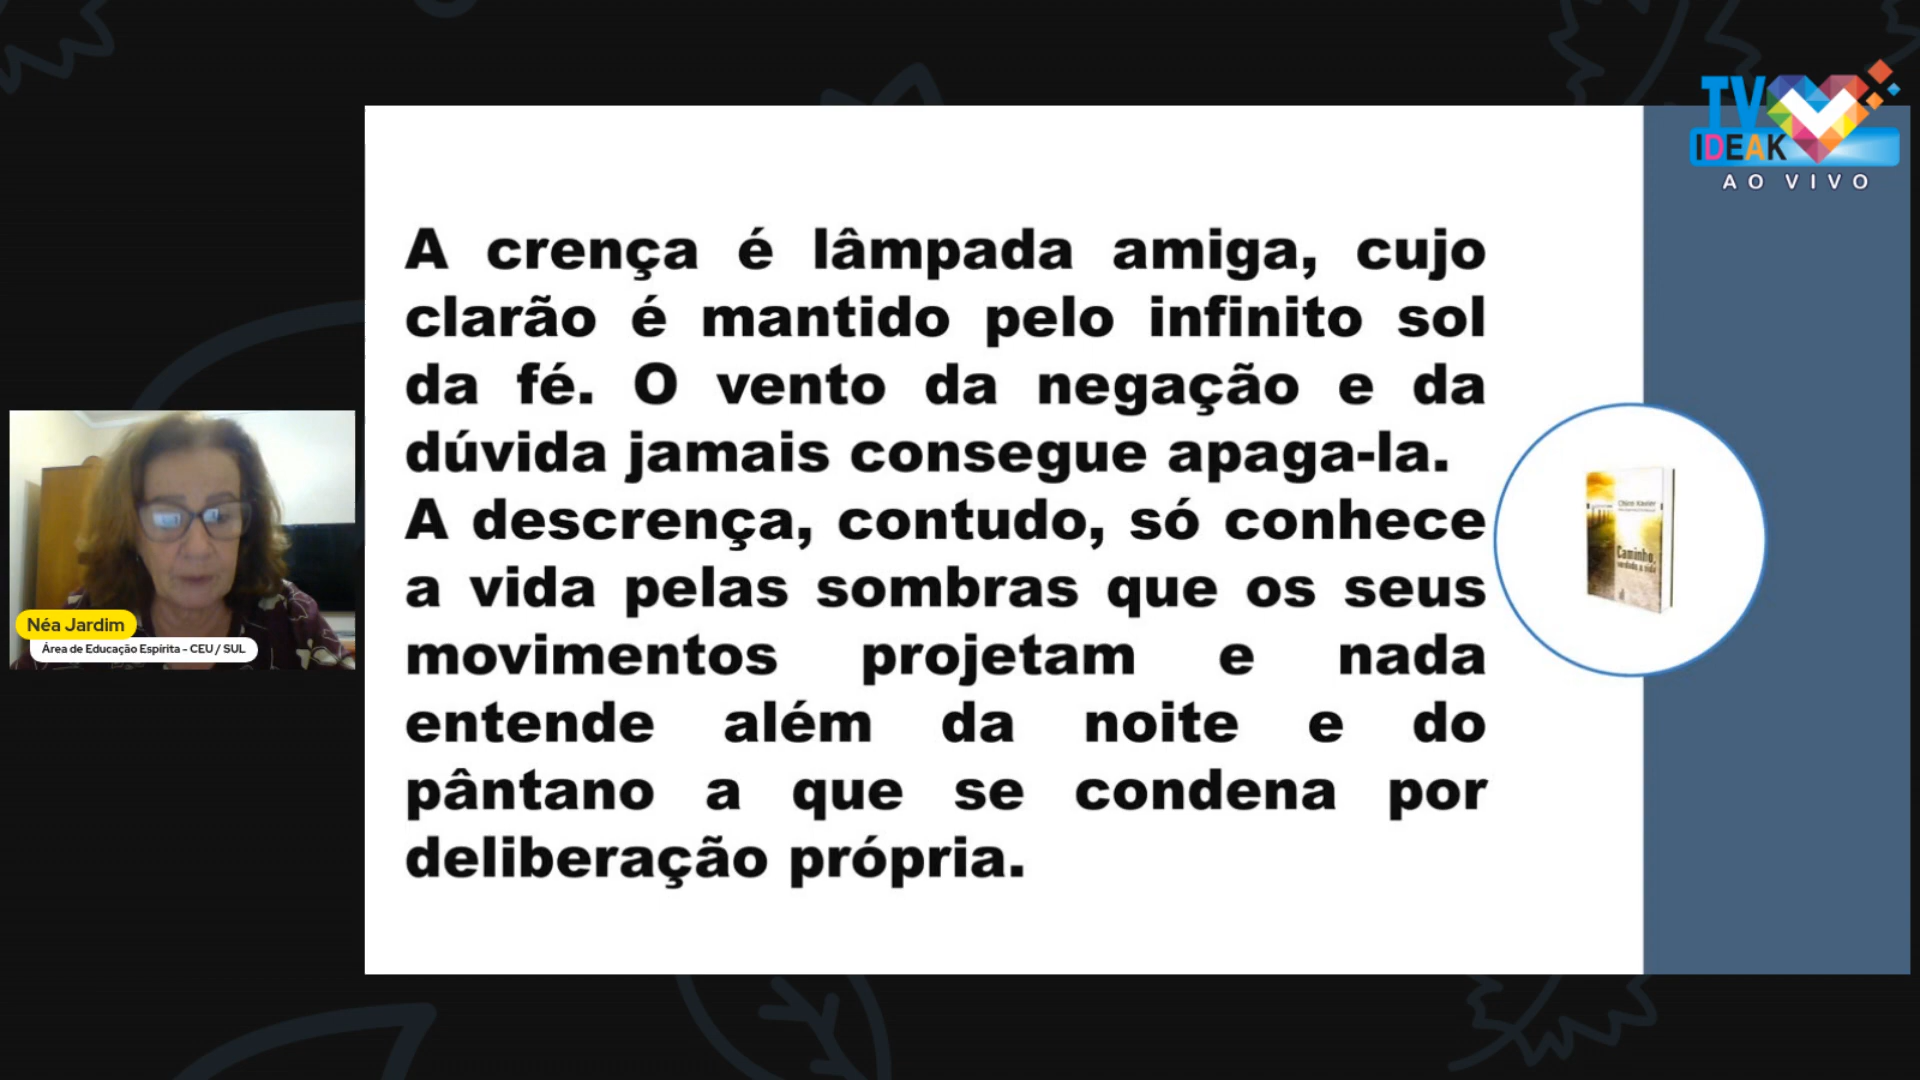 TV
IDEAK
AO VIVO
A crença é lâmpada amiga, cujo
clarão é mantido pelo infinito sol
da fé. O vento da negação e da
dúvida jamais consegue apaga-la.
A descrença, contudo, só conhece
a vida pelas sombras que os seus
movimentos projetam e nada
entende além da noite e do
pântano a que se condena por
deliberação própria.
Chico Xavier
Caminho,
verdade e vida
Néa Jardim
Área de Educação Espírita - CEU / SUL